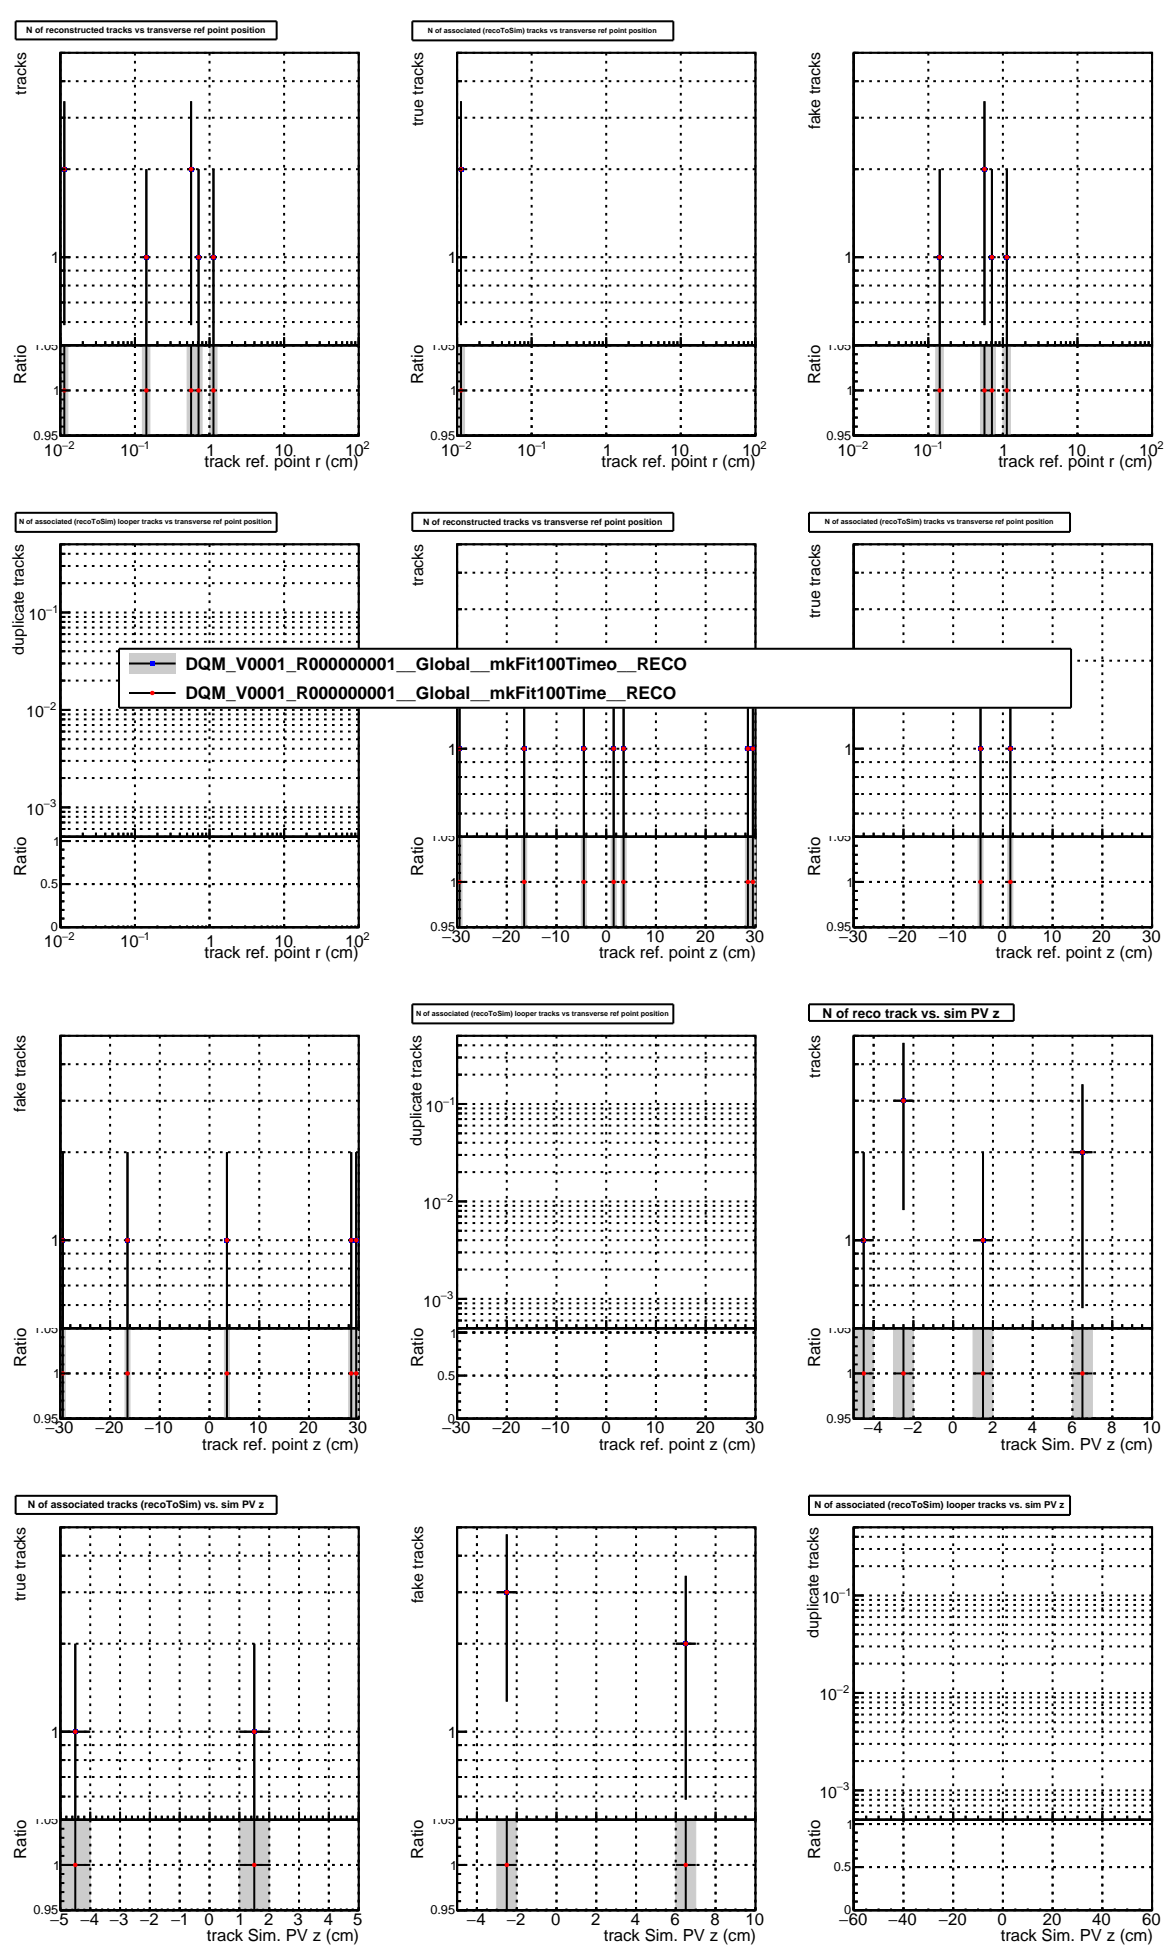 N of reconstructed tracks vs transverse ref point position
tracks
1
1.05
Ratio
1
0.95
10⁻² 10⁻¹ 1 10 10²
track ref. point r (cm)
N of associated (recoToSim) tracks vs transverse ref point position
true tracks
1
1.05
Ratio
1
0.95
10⁻² 10⁻¹ 1 10 10²
track ref. point r (cm)
fake tracks
1
1.05
Ratio
1
0.95
10⁻² 10⁻¹ 1 10 10²
track ref. point r (cm)
N of associated (recoToSim) looper tracks vs transverse ref point position
duplicate tracks
10⁻¹
10⁻²
10⁻³
Ratio
1
0.5
0
10⁻² 10⁻¹ 1 10 10²
track ref. point r (cm)
N of reconstructed tracks vs transverse ref point position
tracks
1
1.05
Ratio
1
0.95
−30 −20 −10 0 10 20 30
track ref. point z (cm)
N of associated (recoToSim) tracks vs transverse ref point position
true tracks
1
1.05
Ratio
1
0.95
−30 −20 −10 0 10 20 30
track ref. point z (cm)
DQM_V0001_R000000001__Global__mkFit100Timeo__RECO
DQM_V0001_R000000001__Global__mkFit100Time__RECO
fake tracks
1
1.05
Ratio
1
0.95
−30 −20 −10 0 10 20 30
track ref. point z (cm)
N of associated (recoToSim) looper tracks vs transverse ref point position
duplicate tracks
10⁻¹
10⁻²
10⁻³
Ratio
1
0.5
0
−30 −20 −10 0 10 20 30
track ref. point z (cm)
N of reco track vs. sim PV z
tracks
1
1.05
Ratio
1
0.95
−4 −2 0 2 4 6 8 10
track Sim. PV z (cm)
N of associated tracks (recoToSim) vs. sim PV z
true tracks
1
1.05
Ratio
1
0.95
−5 −4 −3 −2 −1 0 1 2 3 4 5
track Sim. PV z (cm)
fake tracks
1
1.05
Ratio
1
0.95
−4 −2 0 2 4 6 8 10
track Sim. PV z (cm)
N of associated (recoToSim) looper tracks vs. sim PV z
duplicate tracks
10⁻¹
10⁻²
10⁻³
Ratio
1
0.5
0
−60 −40 −20 0 20 40 60
track Sim. PV z (cm)